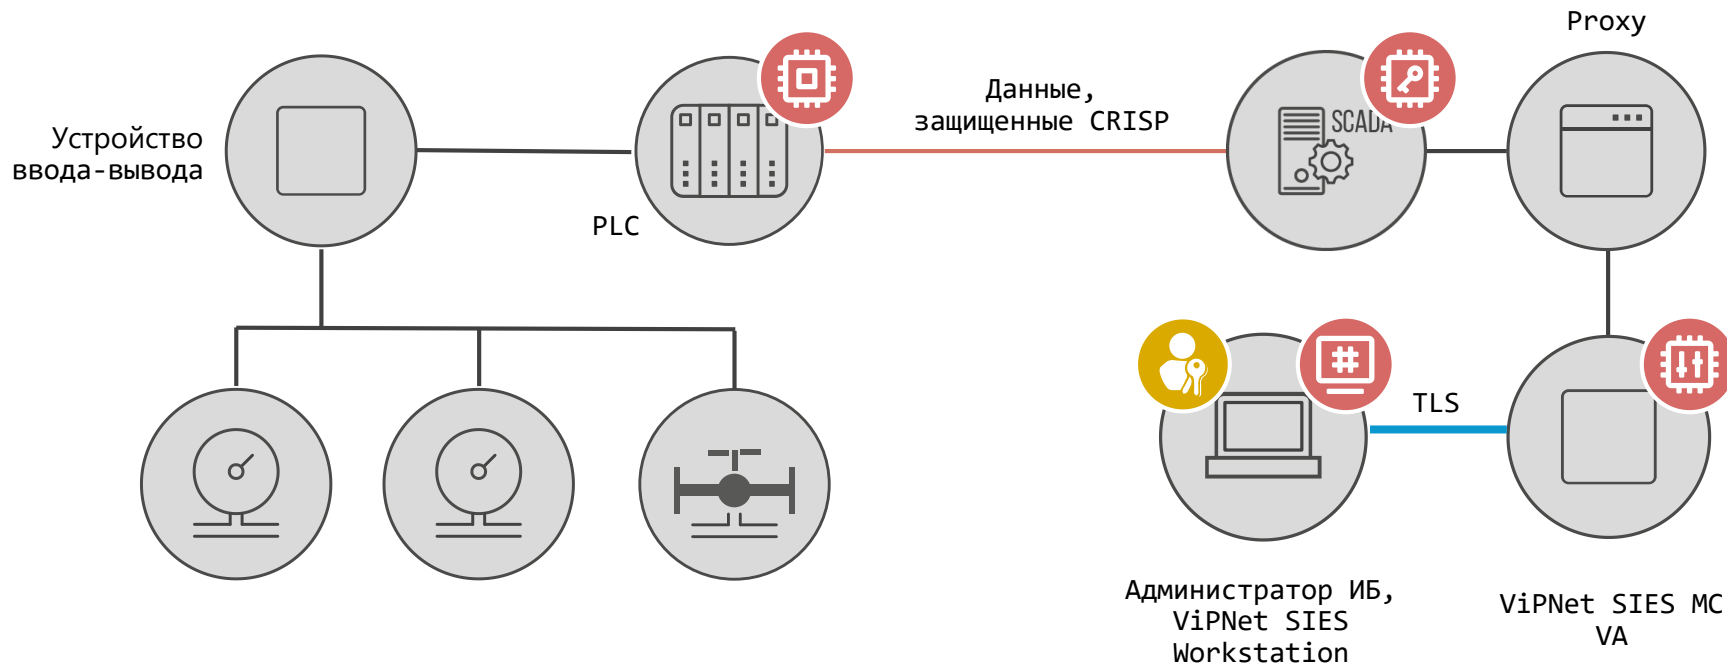 Proxy
Данные,
защищенные CRISP
SCADA
Устройство
ввода-вывода
PLC
TLS
Администратор ИБ,
ViPNet SIES
Workstation
ViPNet SIES MC
VA